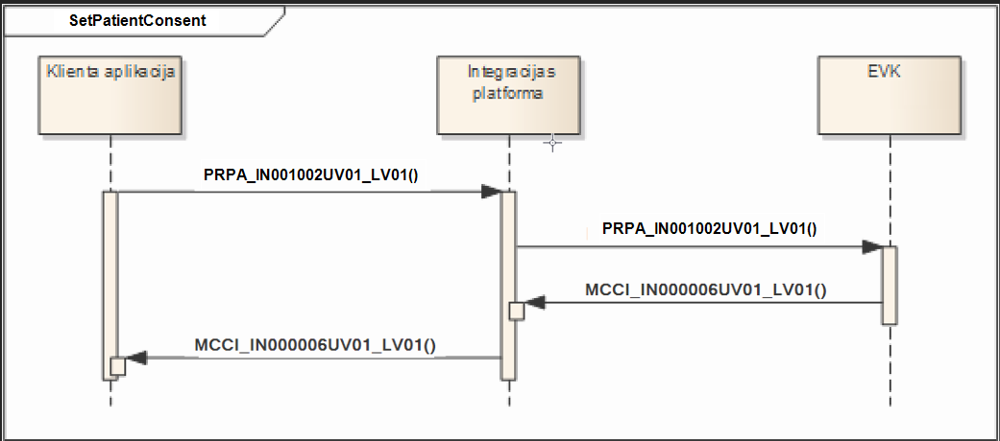 SetPatientConsent
Klienta aplikacija
Integracijas
platforma
EVK
PRPA_IN001002UV01_LV01()
PRPA_IN001002UV01_LV01()
MCCI_IN000006UV01_LV01()
MCCI_IN000006UV01_LV01()